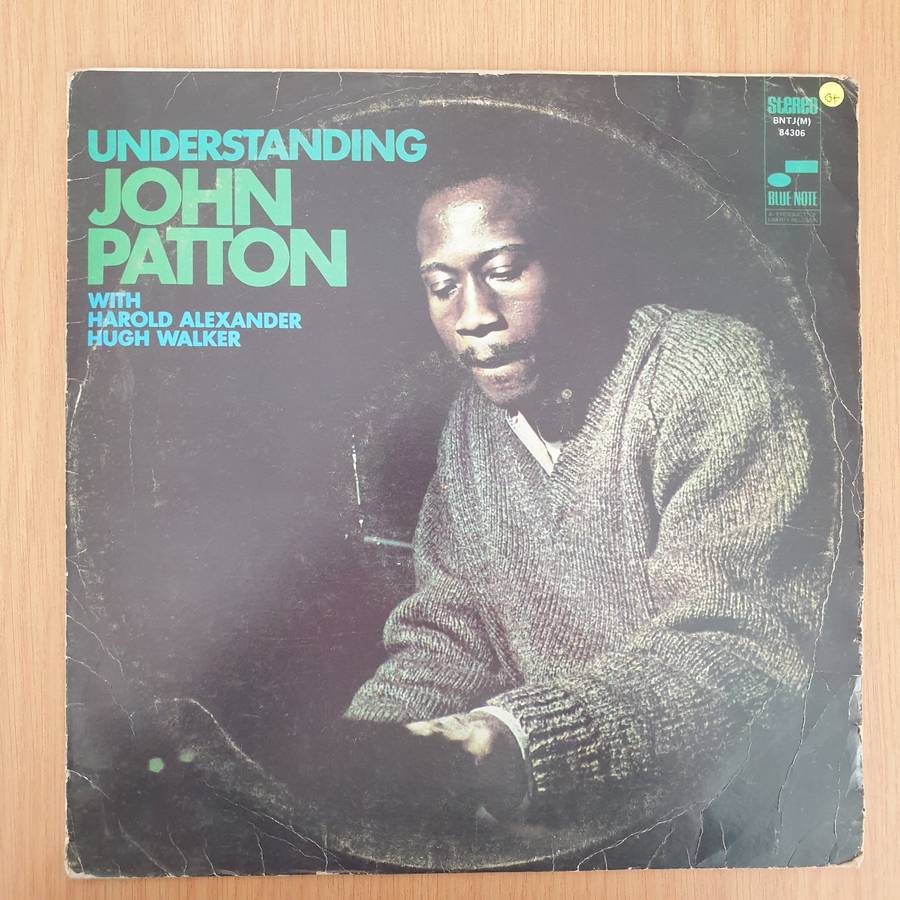 UNDERSTANDING
JOHN
PATTON
WITH
HAROLD ALEXANDER
HUGH WALKER
stereo
BNTJ(M)
84306
BLUE NOTE
G+